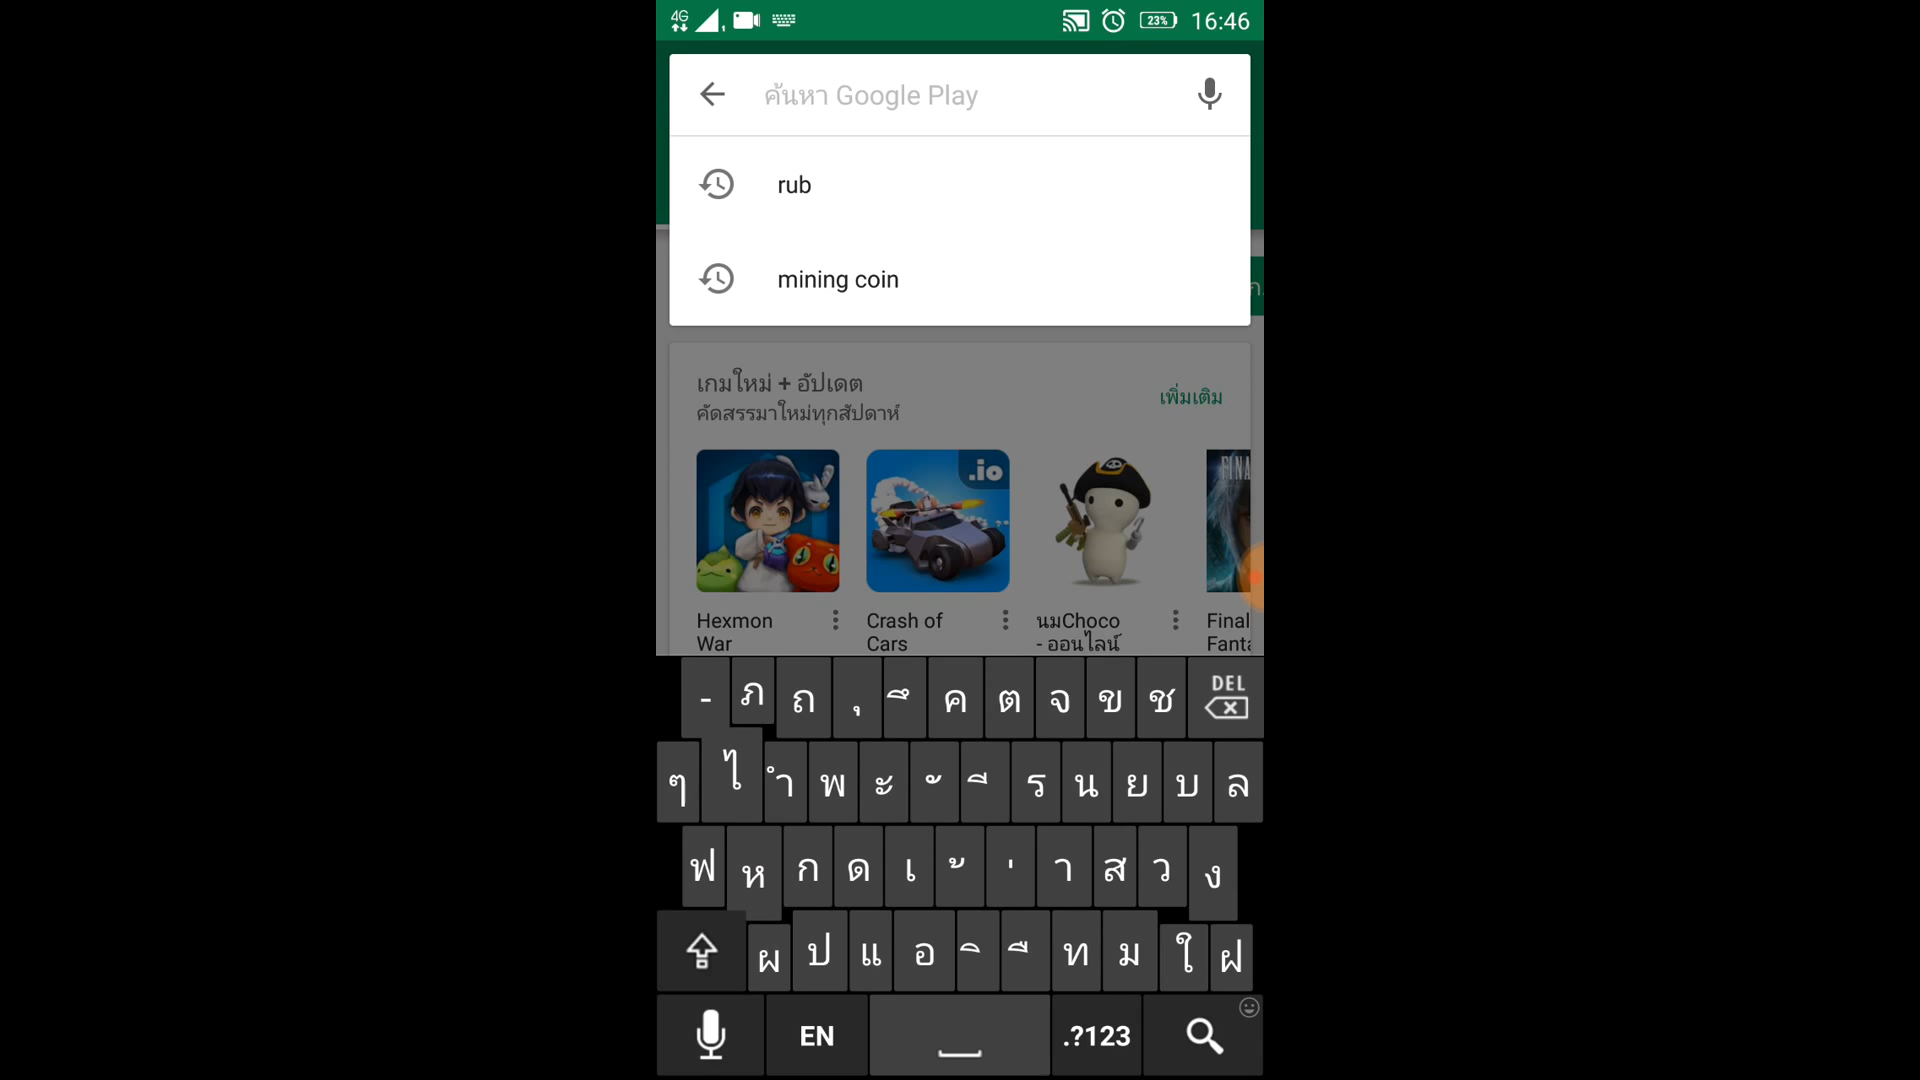 4G 1 23% 16:46
ค้นหา Google Play
rub
mining coin
ค.
เกมใหม่ + อัปเดต
เพิ่มเติม
คัดสรรมาใหม่ทุกสัปดาห์
.io
FINA
Hexmon War
Crash of Cars
นมChoco - ออนไลน์
Final Fanta
- ภ ถ ุ ึ ค ต จ ข ช DEL
ๆ ไ ำ พ ะ ั ี ร น ย บ ล
ฟ ห ก ด เ ้ ่ า ส ว ง
ผ ป แ อ ิ ื ท ม ใ ฝ
EN .?123